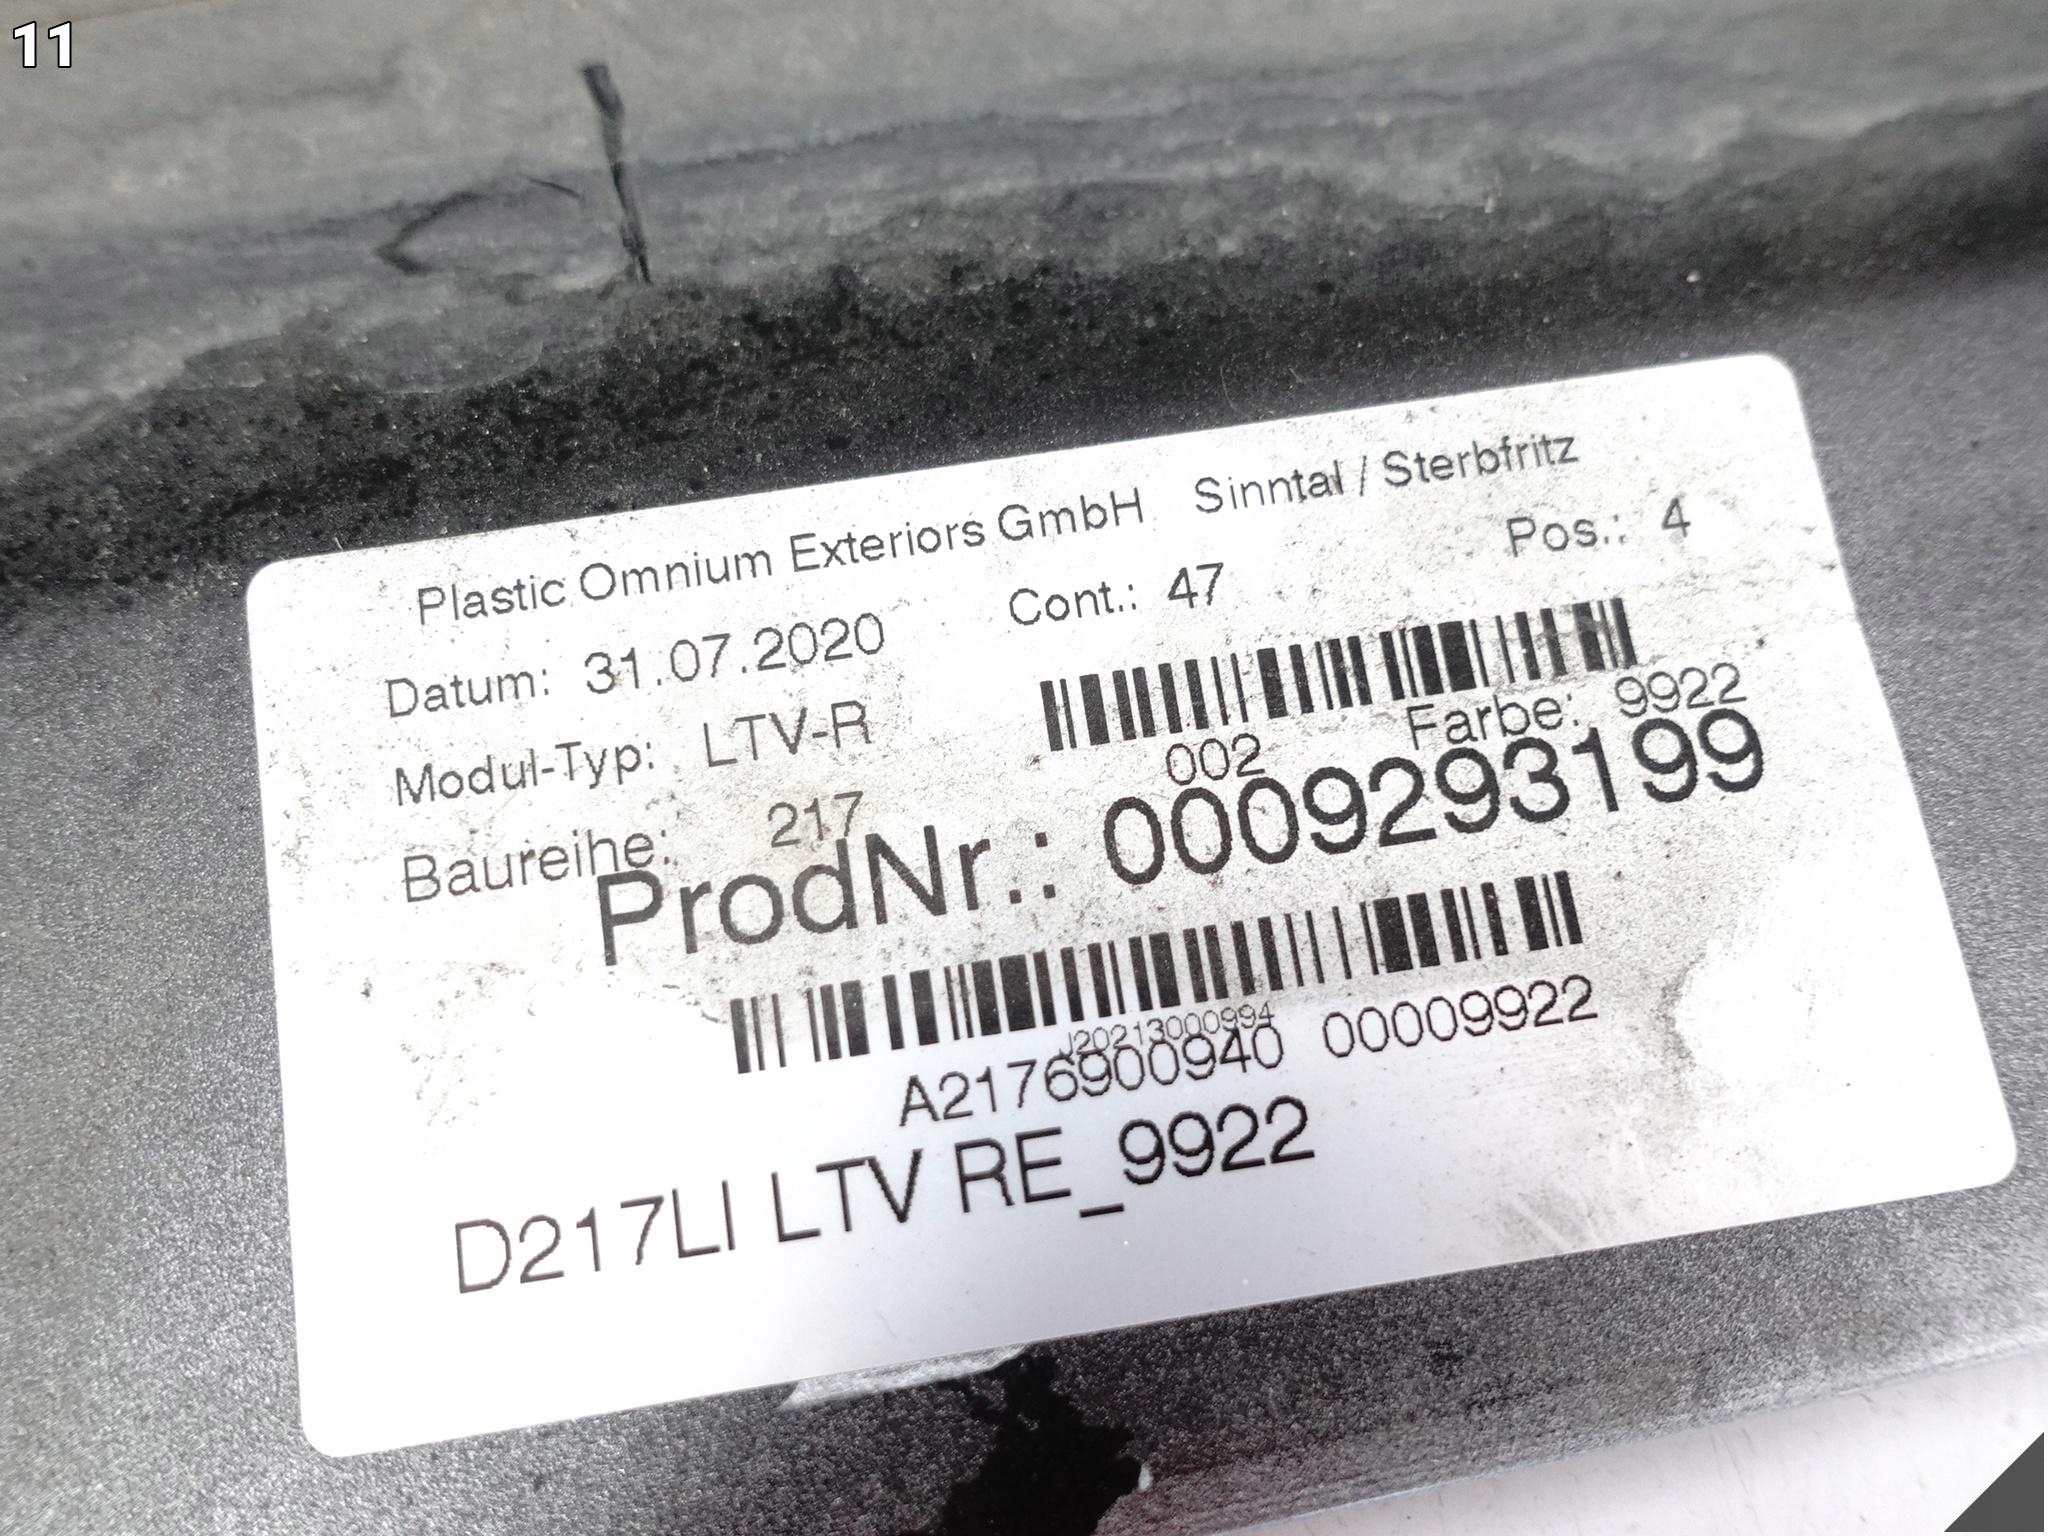 11
Plastic Omnium Exteriors GmbH Sinntal / Sterbfritz
Datum: 31.07.2020 Cont.: 47 Pos.: 4
Modul-Typ: LTV-R
002 Farbe: 9922
Baureihe: 217
ProdNr.: 0009293199
J20213000994
A2176900940 00009922
D217LI LTV RE_9922